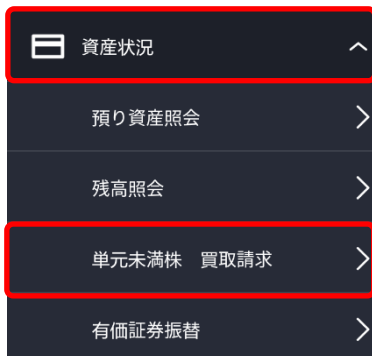 資産状況
預り資産照会
残高照会
単元未満株　買取請求
有価証券振替